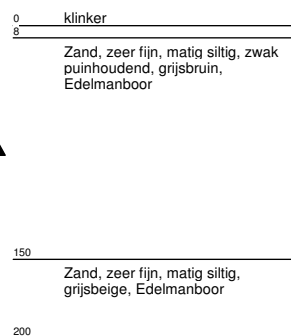 0 klinker
8
Zand, zeer fijn, matig siltig, zwak
puinhoudend, grijsbruin,
Edelmanboor
150
Zand, zeer fijn, matig siltig,
grijsbeige, Edelmanboor
200